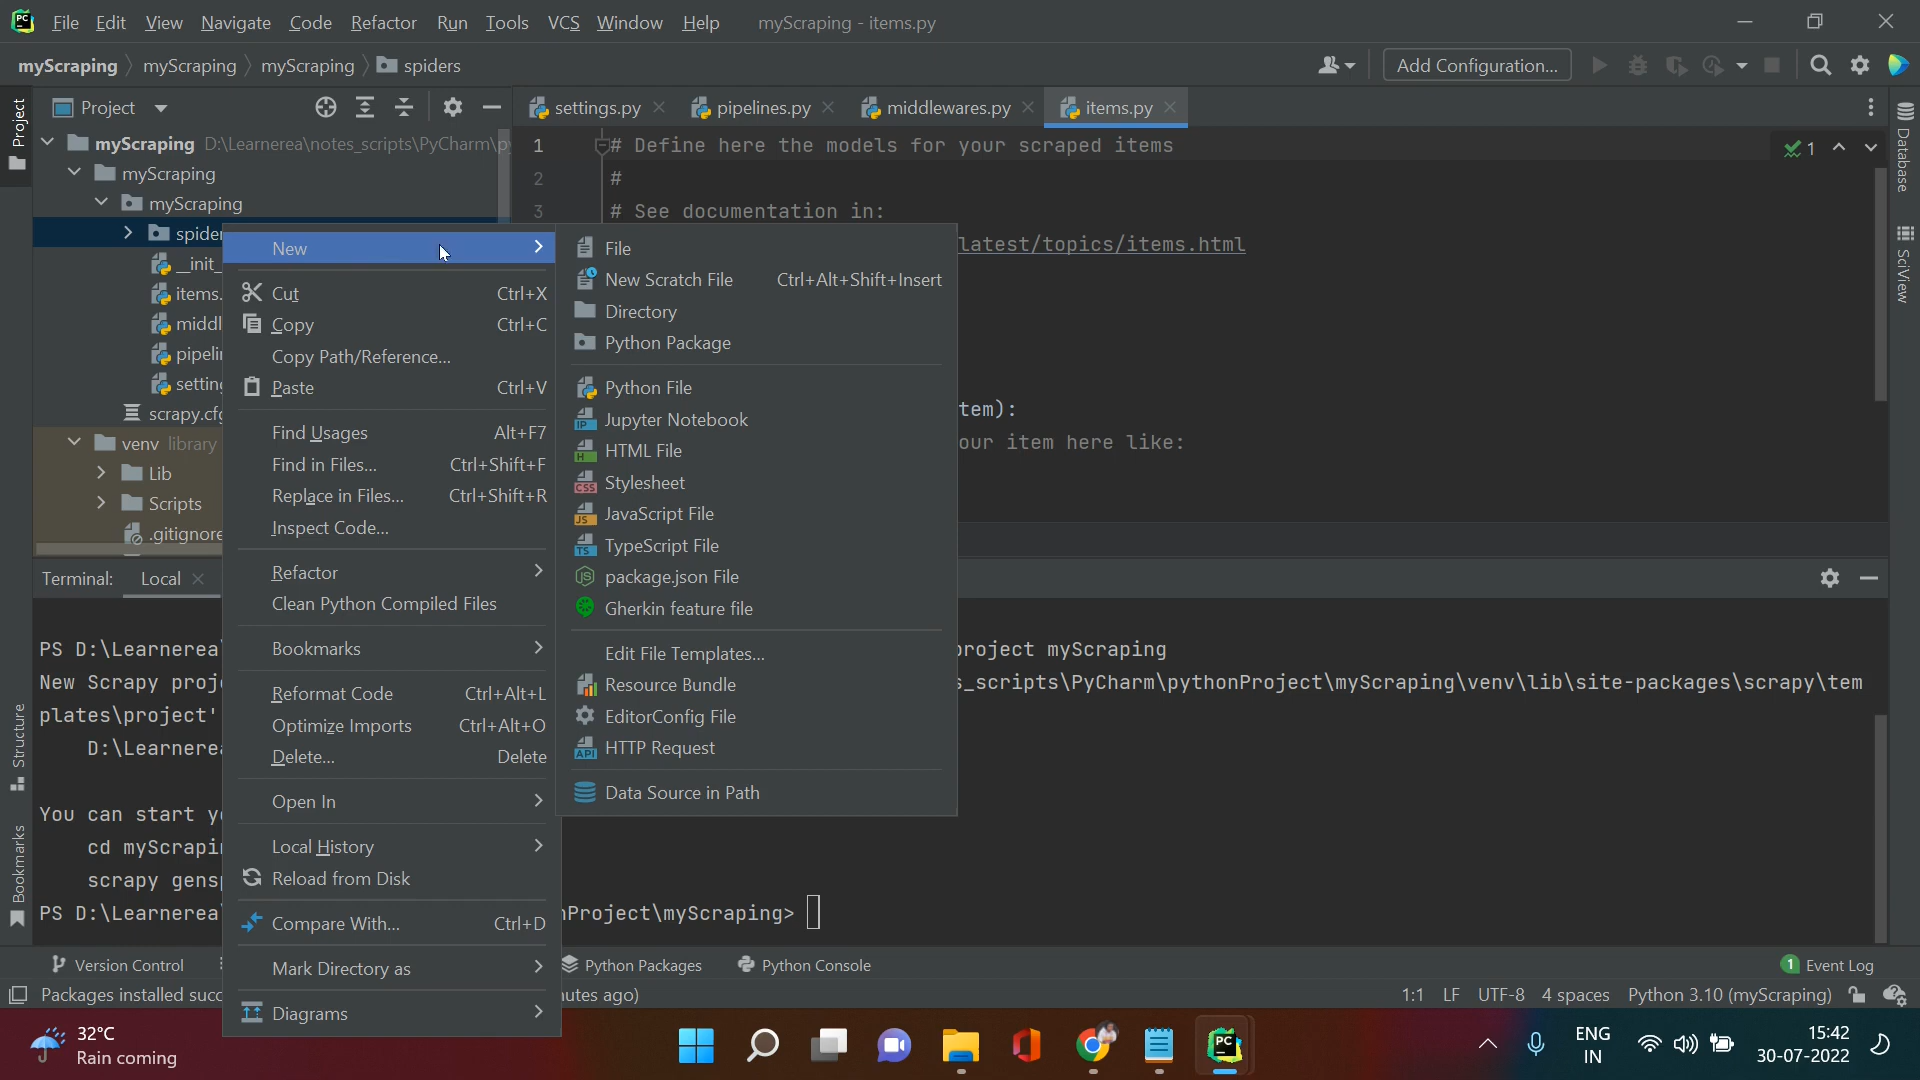 File Edit View Navigate Code Refactor Run Tools VCS Window Help myScraping - items.py
myScraping myScraping myScraping spiders
Add Configuration...
Project
settings.py
pipelines.py
middlewares.py
items.py
Project
myScraping D:\Learnerea\notes_scripts\PyCharm\
myScraping
myScraping
spider
__init_
items.
middl
pipelin
setting
scrapy.cfg
venv library
Lib
Scripts
.gitignore
1 # Define here the models for your scraped items
2 #
3 # See documentation in:
latest/topics/items.html
tem):
our item here like:
1
Database
SciView
New
Cut Ctrl+X
Copy Ctrl+C
Copy Path/Reference...
Paste Ctrl+V
Find Usages Alt+F7
Find in Files... Ctrl+Shift+F
Replace in Files... Ctrl+Shift+R
Inspect Code...
Refactor
Clean Python Compiled Files
Bookmarks
Reformat Code Ctrl+Alt+L
Optimize Imports Ctrl+Alt+O
Delete... Delete
Open In
Local History
Reload from Disk
Compare With... Ctrl+D
Mark Directory as
Diagrams
File
New Scratch File Ctrl+Alt+Shift+Insert
Directory
Python Package
Python File
Jupyter Notebook
HTML File
Stylesheet
JavaScript File
TypeScript File
package.json File
Gherkin feature file
Edit File Templates...
Resource Bundle
EditorConfig File
HTTP Request
Data Source in Path
Terminal: Local
PS D:\Learnerea
project myScraping
New Scrapy proj
s_scripts\PyCharm\pythonProject\myScraping\venv\lib\site-packages\scrapy\tem
plates\project'
D:\Learnerea
You can start yo
cd myScrapin
scrapy gensp
PS D:\Learnerea
nProject\myScraping>
Structure
Bookmarks
Version Control
Python Packages
Python Console
1 Event Log
Packages installed succ
utes ago)
1:1 LF UTF-8 4 spaces Python 3.10 (myScraping)
32°C
Rain coming
ENG
IN
15:42
30-07-2022